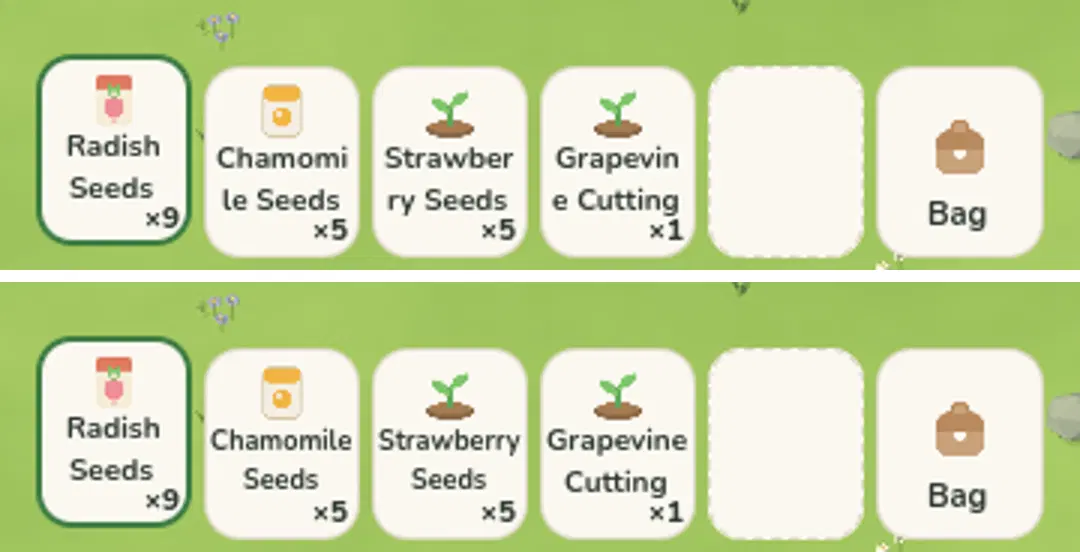 Radish
Seeds
×9
Chamomi
le Seeds
×5
Strawber
ry Seeds
×5
Grapevin
e Cutting
×1
Bag
Radish
Seeds
×9
Chamomile
Seeds
×5
Strawberry
Seeds
×5
Grapevine
Cutting
×1
Bag